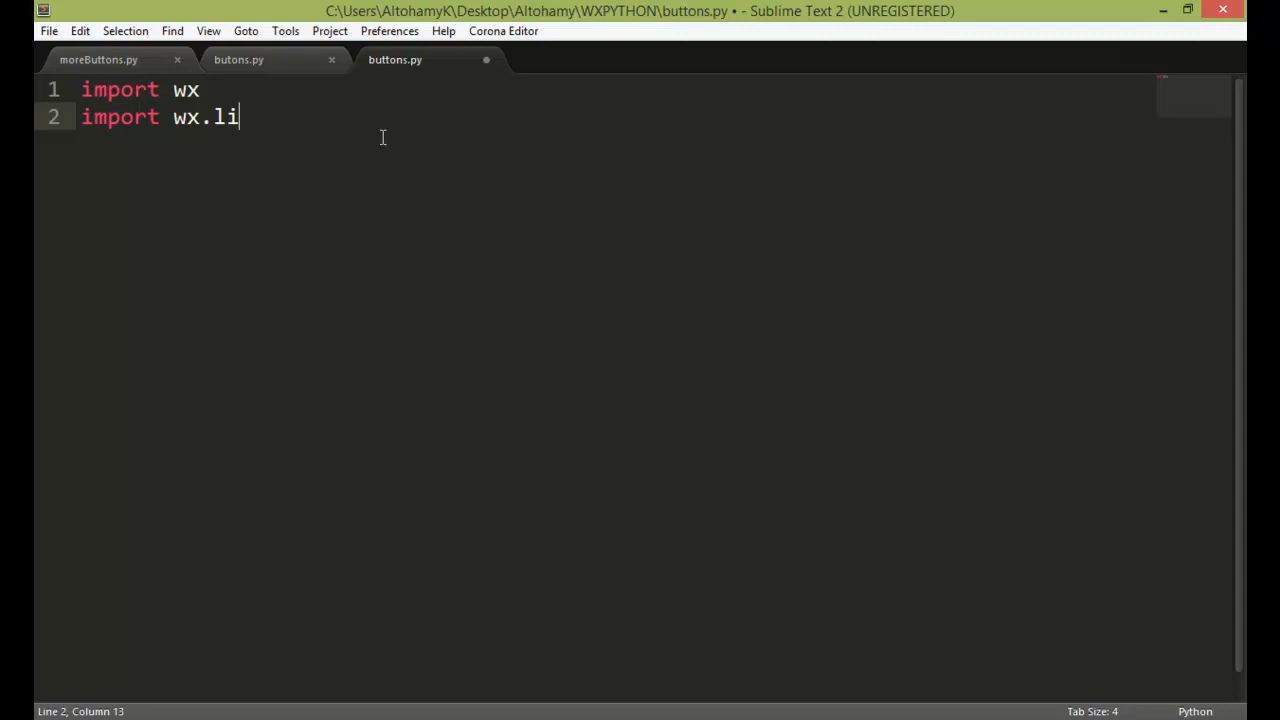 C:\Users\AltohamyK\Desktop\Altohamy\WXPYTHON\buttons.py • - Sublime Text 2 (UNREGISTERED)
File Edit Selection Find View Goto Tools Project Preferences Help Corona Editor
moreButtons.py butons.py buttons.py
1 import wx
2 import wx.li
Line 2, Column 13 Tab Size: 4 Python